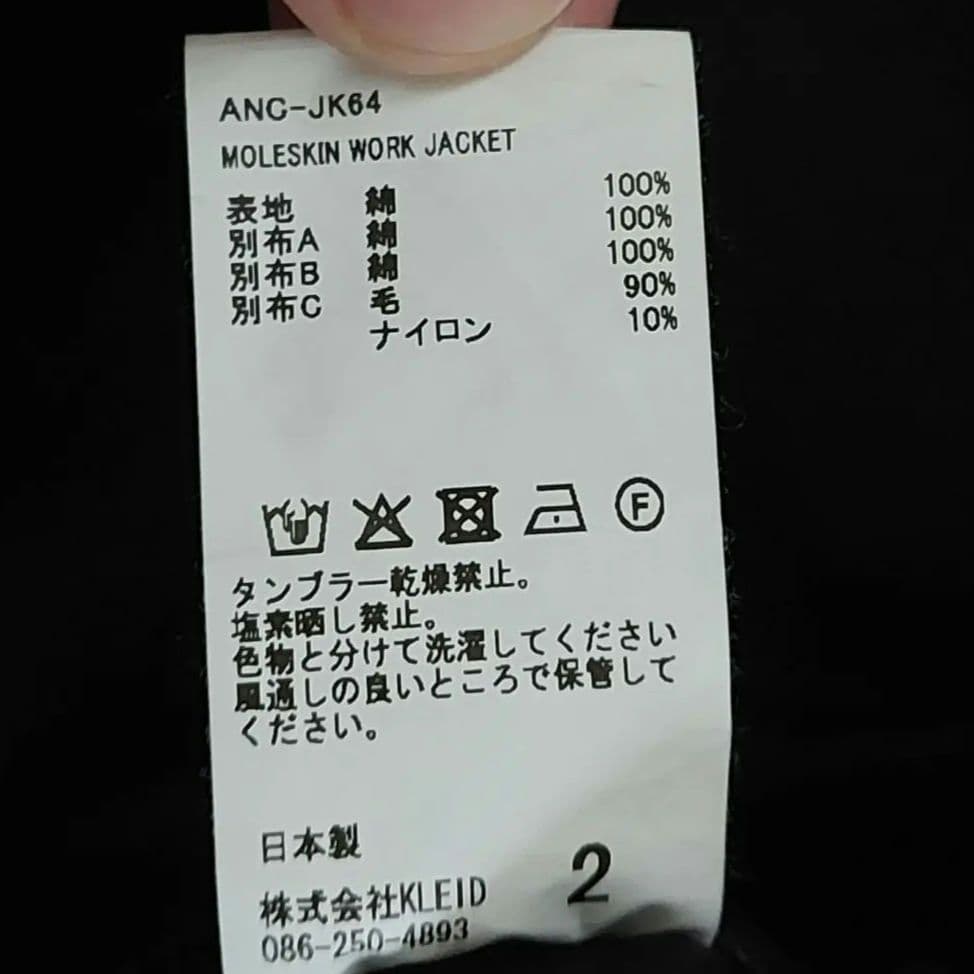 ANC-JK64
MOLESKIN WORK JACKET
表地 綿 100%
別布A 綿 100%
別布B 綿 100%
別布C 毛 90%
ナイロン 10%
F
タンブラー乾燥禁止。
塩素晒し禁止。
色物と分けて洗濯してください
風通しの良いところで保管して
ください。
日本製
2
株式会社KLEID
086-250-4893